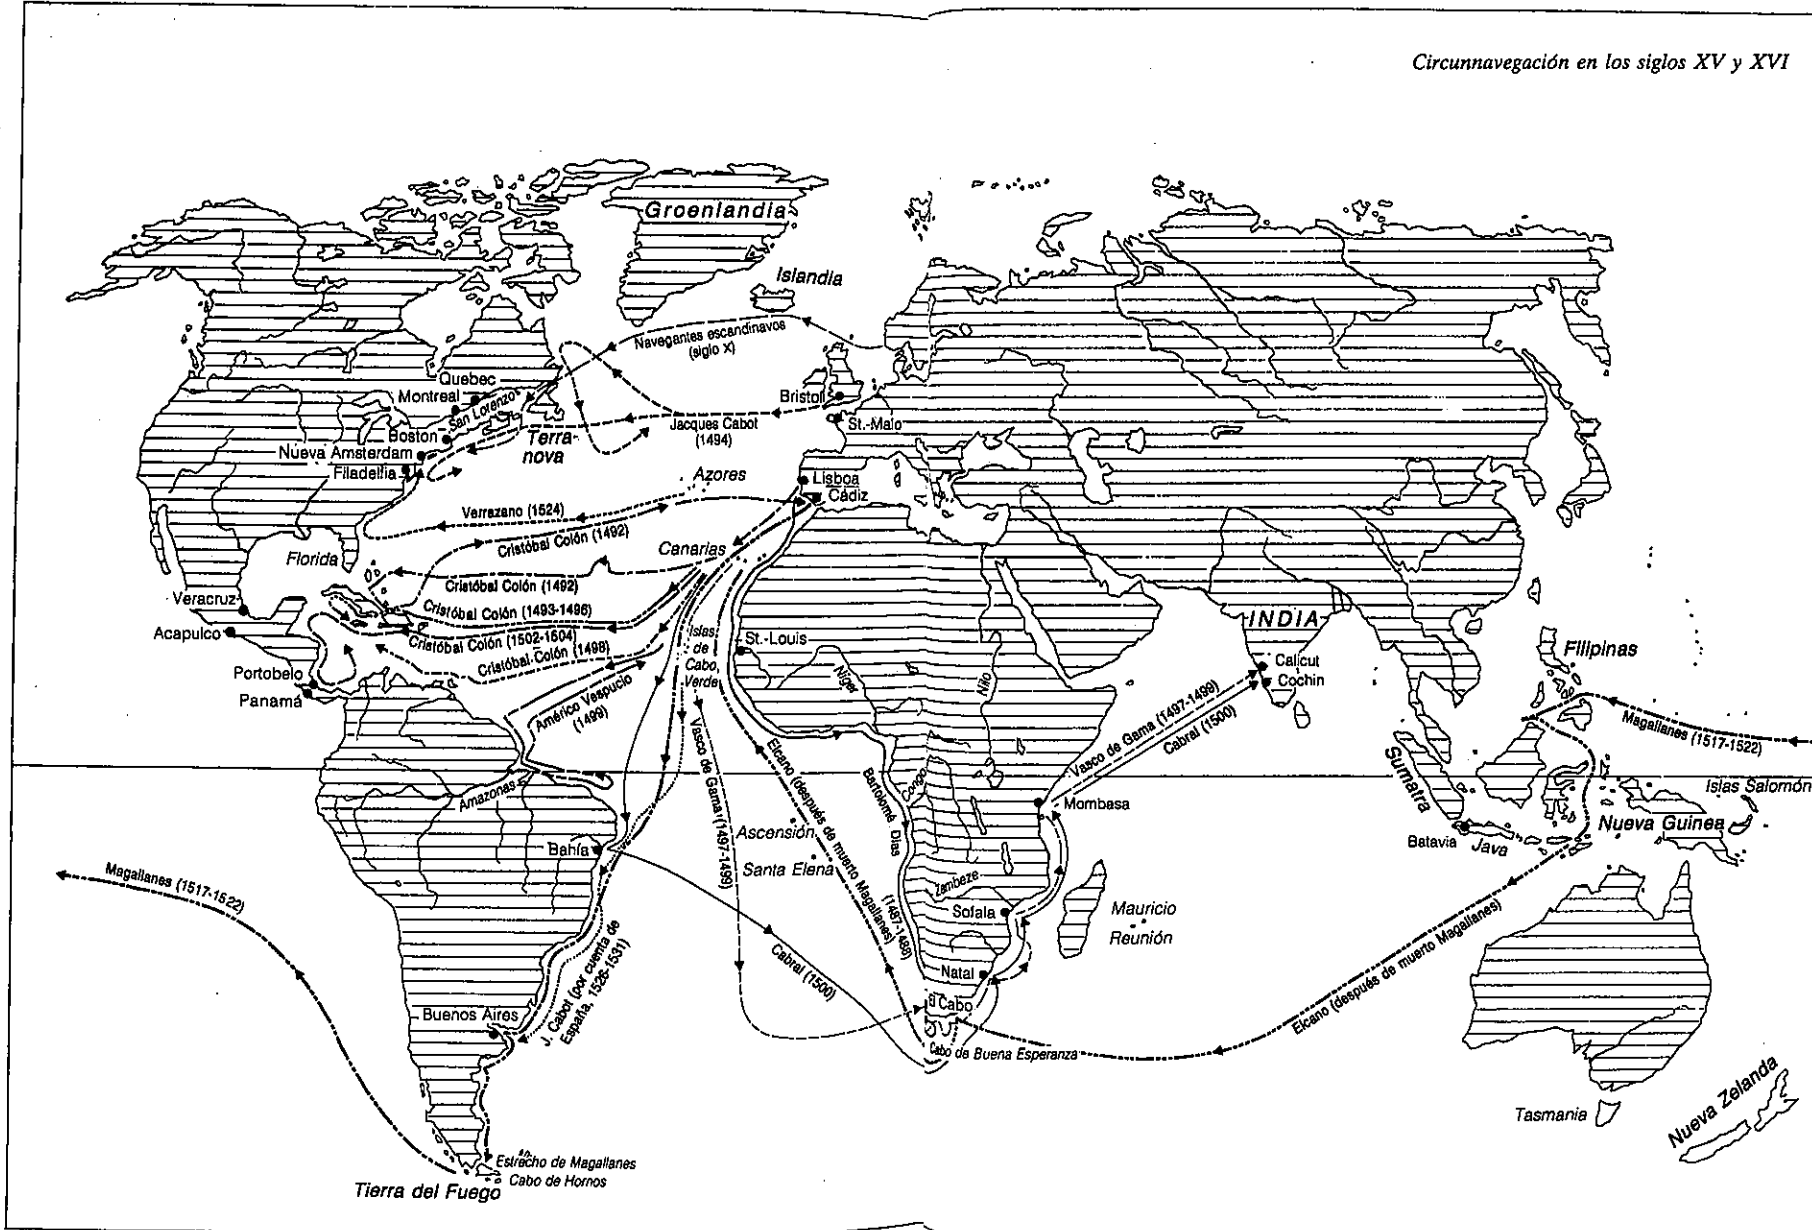 Circunnavegación en los siglos XV y XVI
Groenlandia
Islandia
Navegantes escandinavos
(siglo X)
Quebec
Montreal
San Lorenzo
Boston
Nueva Amsterdam
Filadelfia
Terra-
nova
Jacques Cabot
(1494)
Bristol
St.-Malo
Azores
Lisboa
Cádiz
Verrazano (1524)
Cristóbal Colón (1492)
Florida
Canarias
Cristóbal Colón (1492)
Veracruz
Acapulco
Cristóbal Colón (1493-1496)
Cristóbal Colón (1502-1504)
Cristóbal Colón (1498)
Islas
de
Cabo
Verde
St.-Louis
Níger
Nilo
INDIA
Calicut
Cochin
Filipinas
Portobelo
Panamá
Américo Vespucio
(1499)
Vasco de Gama (1497-1499)
Cabral (1500)
Magallanes (1517-1522)
Sumatra
Islas Salomón
Amazonas
Vasco de Gama (1497-1499)
Elcano (después de muerto Magallanes)
Bartolomé Dias
(1487-1488)
Congo
Mombasa
Nueva Guinea
Batavia
Java
Ascensión
Santa Elena
Bahía
Magallanes (1517-1522)
Zambeze
Sofala
Mauricio
Reunión
Natal
Cabral (1500)
J. Cabot (por cuenta de
España, 1526-1531)
Buenos Aires
El Cabo
Cabo de Buena Esperanza
Elcano (después de muerto Magallanes)
Tasmania
Nueva Zelanda
Estrecho de Magallanes
Cabo de Hornos
Tierra del Fuego